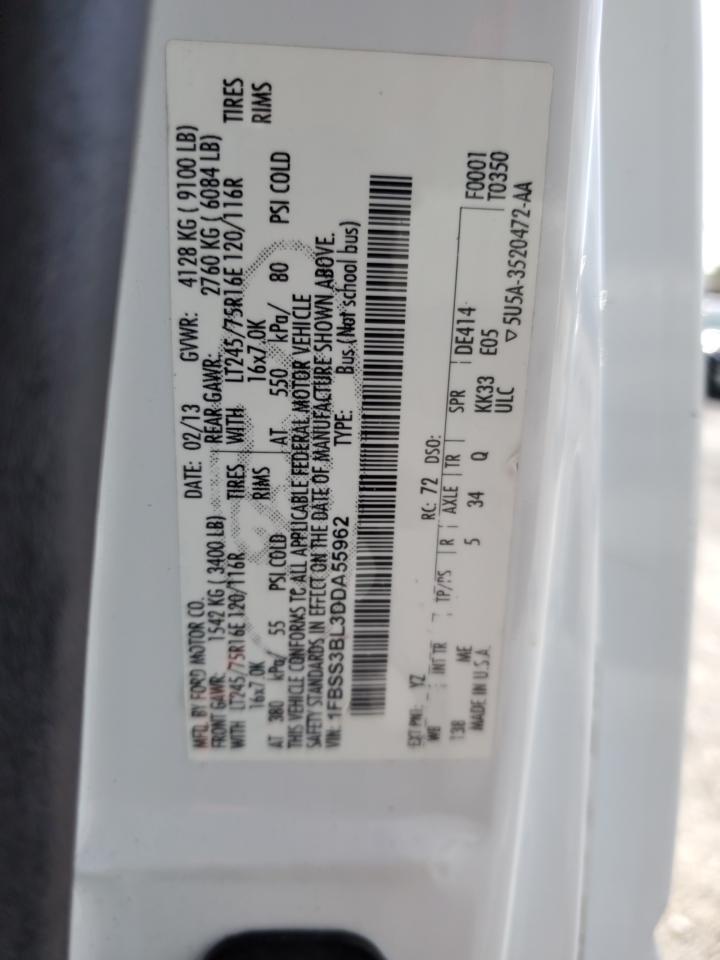 MFD. BY FORD MOTOR CO. DATE: 02/13 GVWR: 4128 KG ( 9100 LB)
FRONT GAWR: 1542 KG ( 3400 LB) REAR GAWR: 2760 KG ( 6084 LB)
WITH LT245/75R16E 120/116R TIRES WITH LT245/75R16E 120/116R TIRES
16x7.0K RIMS 16x7.0K RIMS
AT 380 kPa/ 55 PSI COLD AT 550 kPa/ 80 PSI COLD
THIS VEHICLE CONFORMS TO ALL APPLICABLE FEDERAL MOTOR VEHICLE
SAFETY STANDARDS IN EFFECT ON THE DATE OF MANUFACTURE SHOWN ABOVE.
VIN: 1FBSS3BL3DDA55962 TYPE: Bus (Not school bus)
EXT PNT: YZ RC: 72 DSO: F0001
WB INT TR TP/PS R AXLE TR SPR DE414 T0350
138 ME 5 34 Q KK33 E05
MADE IN U.S.A. ULC ▽5U5A-3520472-AA